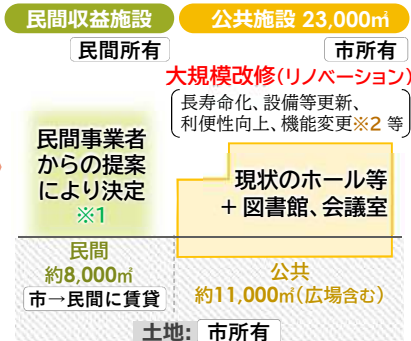 民間収益施設
公共施設 23,000㎡
民間所有
市所有
大規模改修(リノベーション)
長寿命化、設備等更新、
利便性向上、機能変更※2 等
民間事業者
からの提案
により決定
※1
現状のホール等
+ 図書館、会議室
民間
約8,000㎡
市→民間に賃貸
公共
約11,000㎡(広場含む)
土地: 市所有